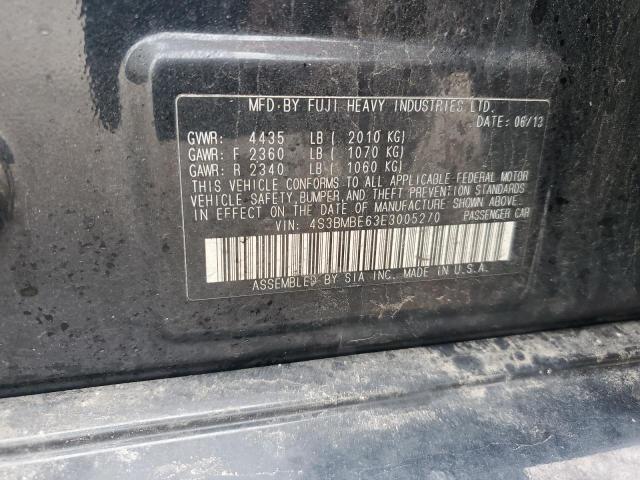 MFD. BY FUJI HEAVY INDUSTRIES LTD.
DATE: 06/13
GVWR: 4435 LB ( 2010 KG)
GAWR: F 2360 LB ( 1070 KG)
GAWR: R 2340 LB ( 1060 KG)
THIS VEHICLE CONFORMS TO ALL APPLICABLE FEDERAL MOTOR
VEHICLE SAFETY, BUMPER, AND THEFT PREVENTION STANDARDS
IN EFFECT ON THE DATE OF MANUFACTURE SHOWN ABOVE.
VIN: 4S3BMBE63E3005270 PASSENGER CAR
ASSEMBLED BY SIA INC. MADE IN U.S.A.